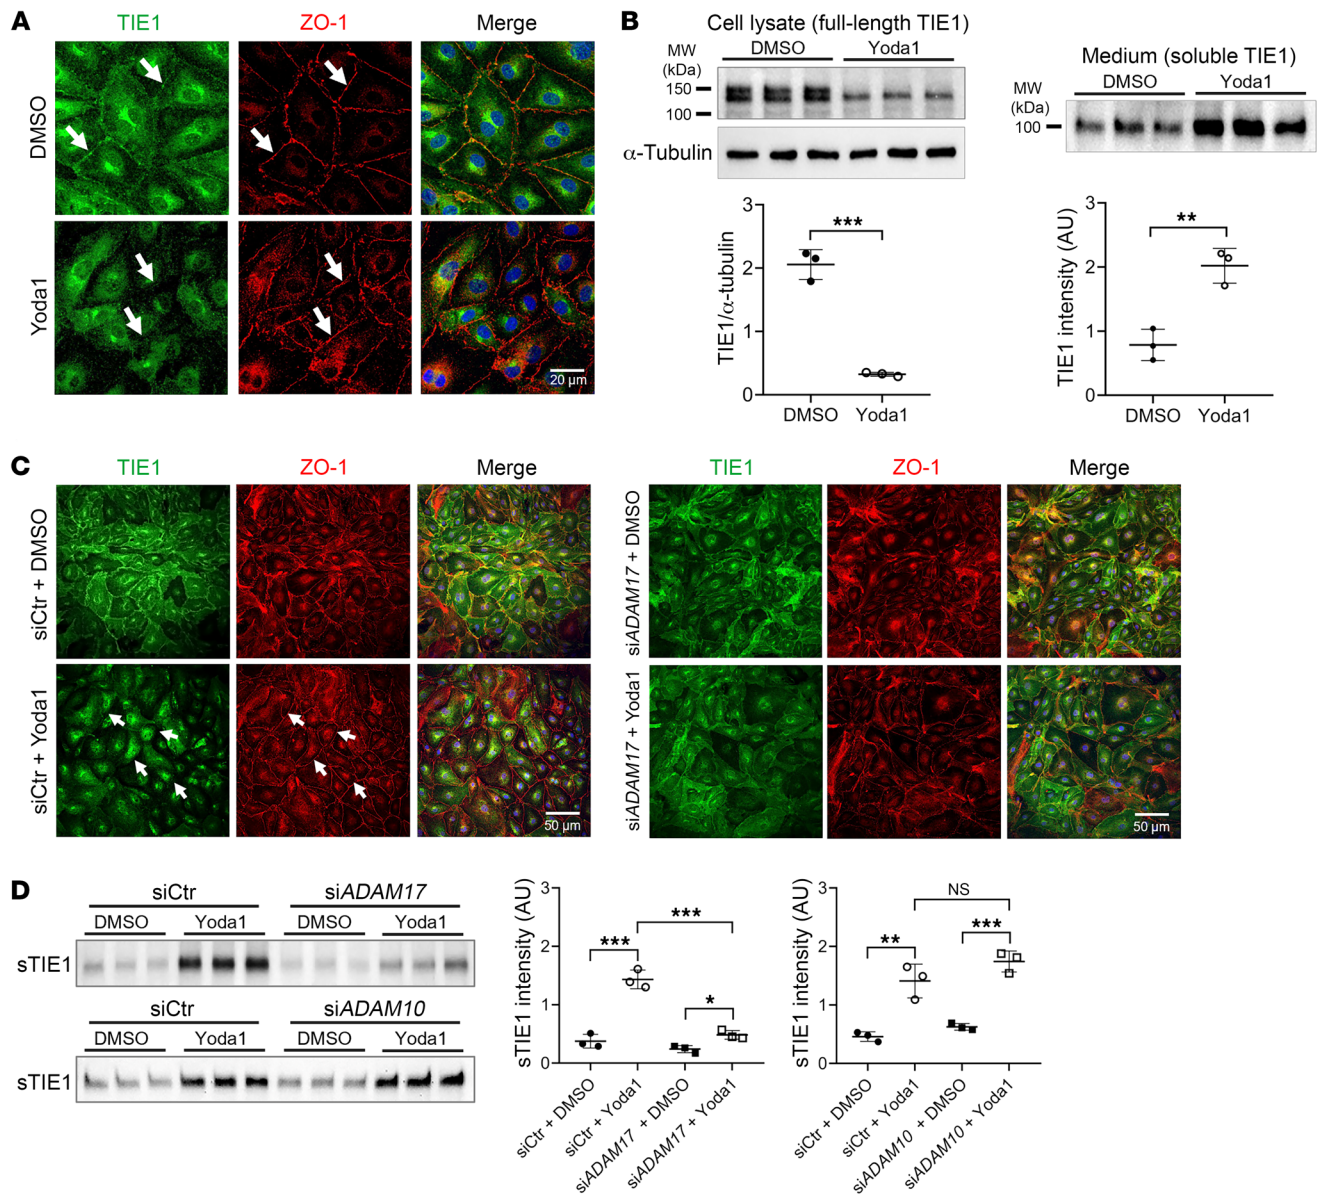 A
TIE1
ZO-1
Merge
DMSO
Yoda1
20 µm
B
Cell lysate (full-length TIE1)
MW
(kDa)
DMSO
Yoda1
150
100
α-Tubulin
Medium (soluble TIE1)
MW
(kDa)
DMSO
Yoda1
100
TIE1/α-tubulin
3
2
1
0
***
DMSO
Yoda1
TIE1 intensity (AU)
3
2
1
0
**
DMSO
Yoda1
C
TIE1
ZO-1
Merge
siCtr + DMSO
siCtr + Yoda1
50 µm
TIE1
ZO-1
Merge
siADAM17 + DMSO
siADAM17 + Yoda1
50 µm
D
siCtr
siADAM17
DMSO
Yoda1
DMSO
Yoda1
sTIE1
siCtr
siADAM10
DMSO
Yoda1
DMSO
Yoda1
sTIE1
sTIE1 intensity (AU)
3
2
1
0
***
***
*
siCtr + DMSO
siCtr + Yoda1
siADAM17 + DMSO
siADAM17 + Yoda1
sTIE1 intensity (AU)
3
2
1
0
NS
**
***
siCtr + DMSO
siCtr + Yoda1
siADAM10 + DMSO
siADAM10 + Yoda1